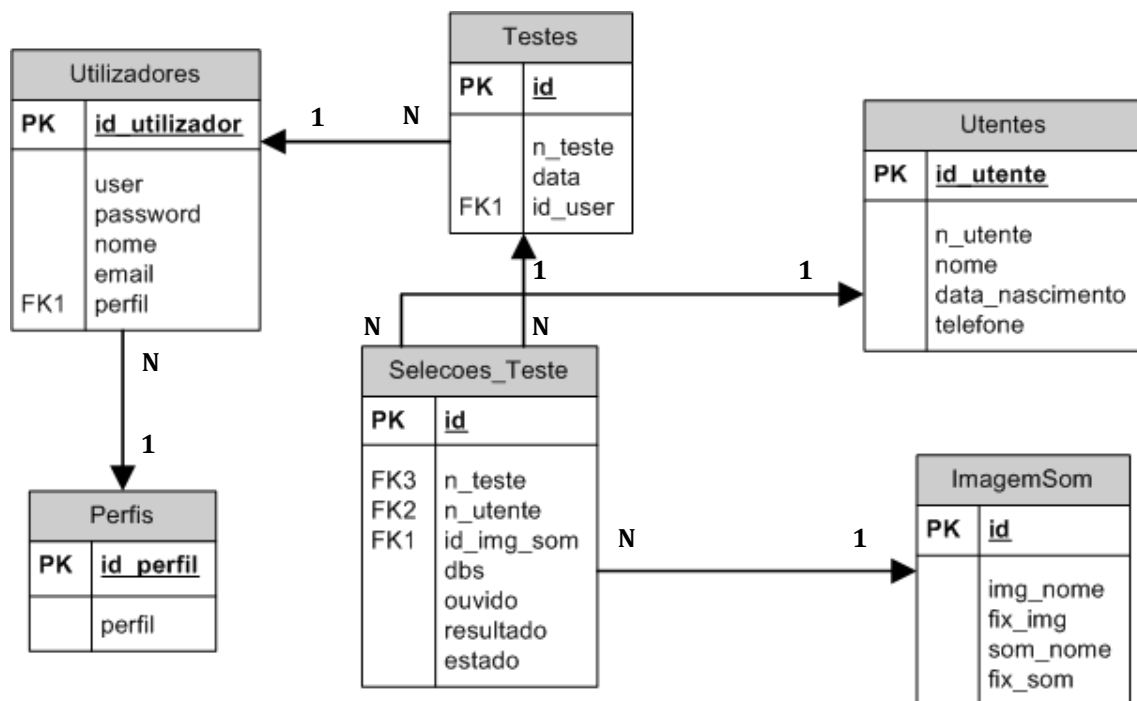 Utilizadores
PK id_utilizador
user
password
nome
email
FK1 perfil
Testes
PK id
n_teste
data
FK1 id_user
Utentes
PK id_utente
n_utente
nome
data_nascimento
telefone
1 N
1
1
N N
N
1
Selecoes_Teste
PK id
FK3 n_teste
FK2 n_utente
FK1 id_img_som
dbs
ouvido
resultado
estado
Perfis
PK id_perfil
perfil
N 1
ImagemSom
PK id
img_nome
fix_img
som_nome
fix_som